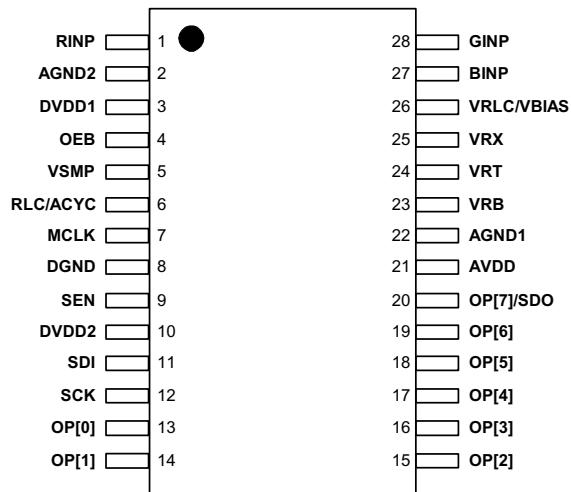 RINP 1 28 GINP
AGND2 2 27 BINP
DVDD1 3 26 VRLC/VBIAS
OEB 4 25 VRX
VSMP 5 24 VRT
RLC/ACYC 6 23 VRB
MCLK 7 22 AGND1
DGND 8 21 AVDD
SEN 9 20 OP[7]/SDO
DVDD2 10 19 OP[6]
SDI 11 18 OP[5]
SCK 12 17 OP[4]
OP[0] 13 16 OP[3]
OP[1] 14 15 OP[2]